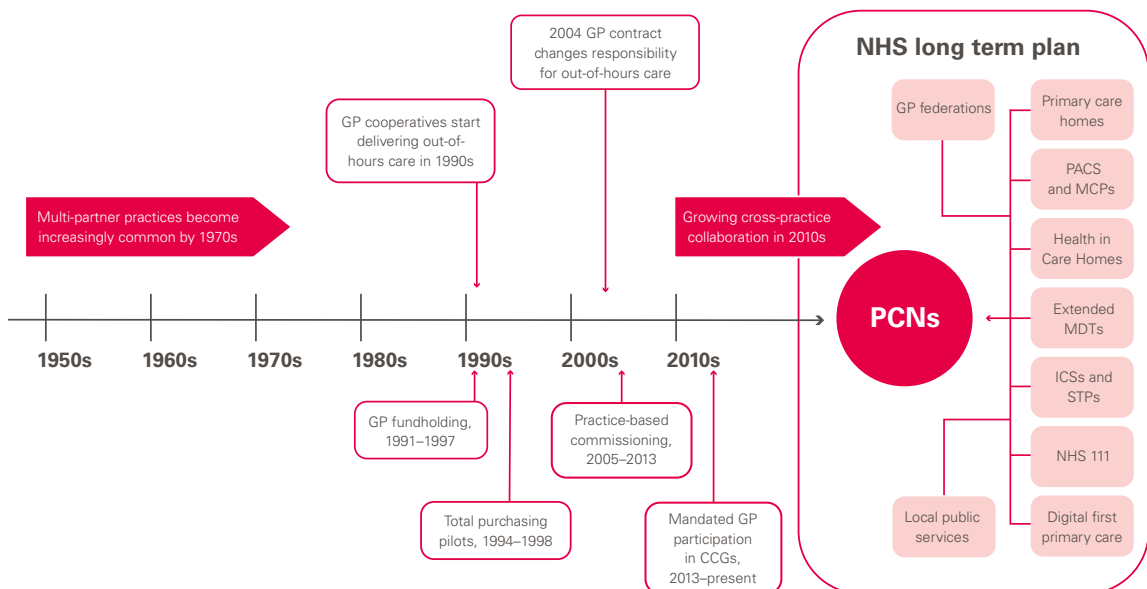 2004 GP contract
changes responsibility
for out-of-hours care
GP cooperatives start
delivering out-of-
hours care in 1990s
Multi-partner practices become
increasingly common by 1970s
Growing cross-practice
collaboration in 2010s
1950s
1960s
1970s
1980s
1990s
2000s
2010s
GP fundholding,
1991–1997
Total purchasing
pilots, 1994–1998
Practice-based
commissioning,
2005–2013
Mandated GP
participation
in CCGs,
2013–present
NHS long term plan
PCNs
GP federations
Local public
services
Primary care
homes
PACS
and MCPs
Health in
Care Homes
Extended
MDTs
ICSs and
STPs
NHS 111
Digital first
primary care